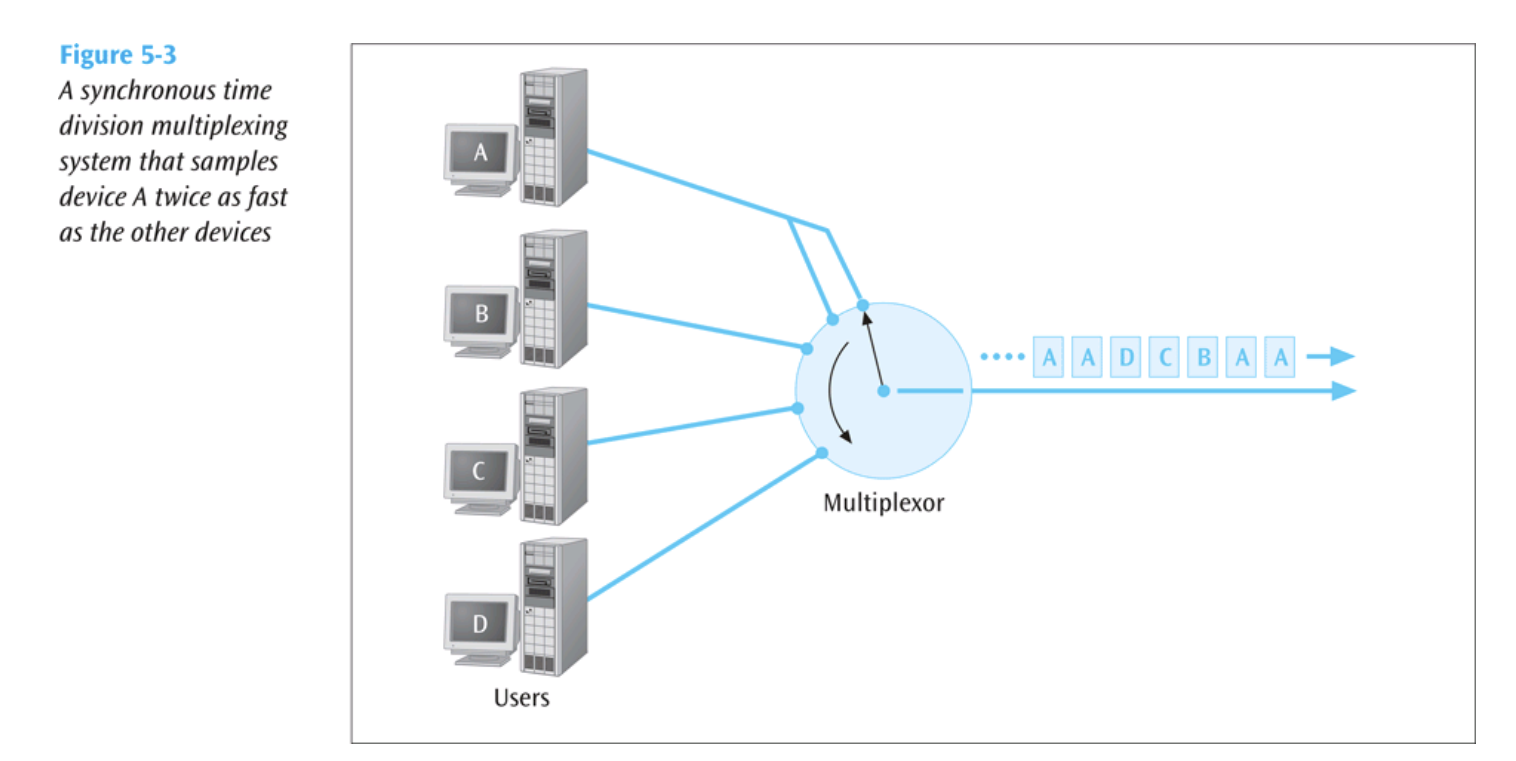 Figure 5-3
A synchronous time
division multiplexing
system that samples
device A twice as fast
as the other devices
A
B
•••• A A D C B A A
C
Multiplexor
D
Users